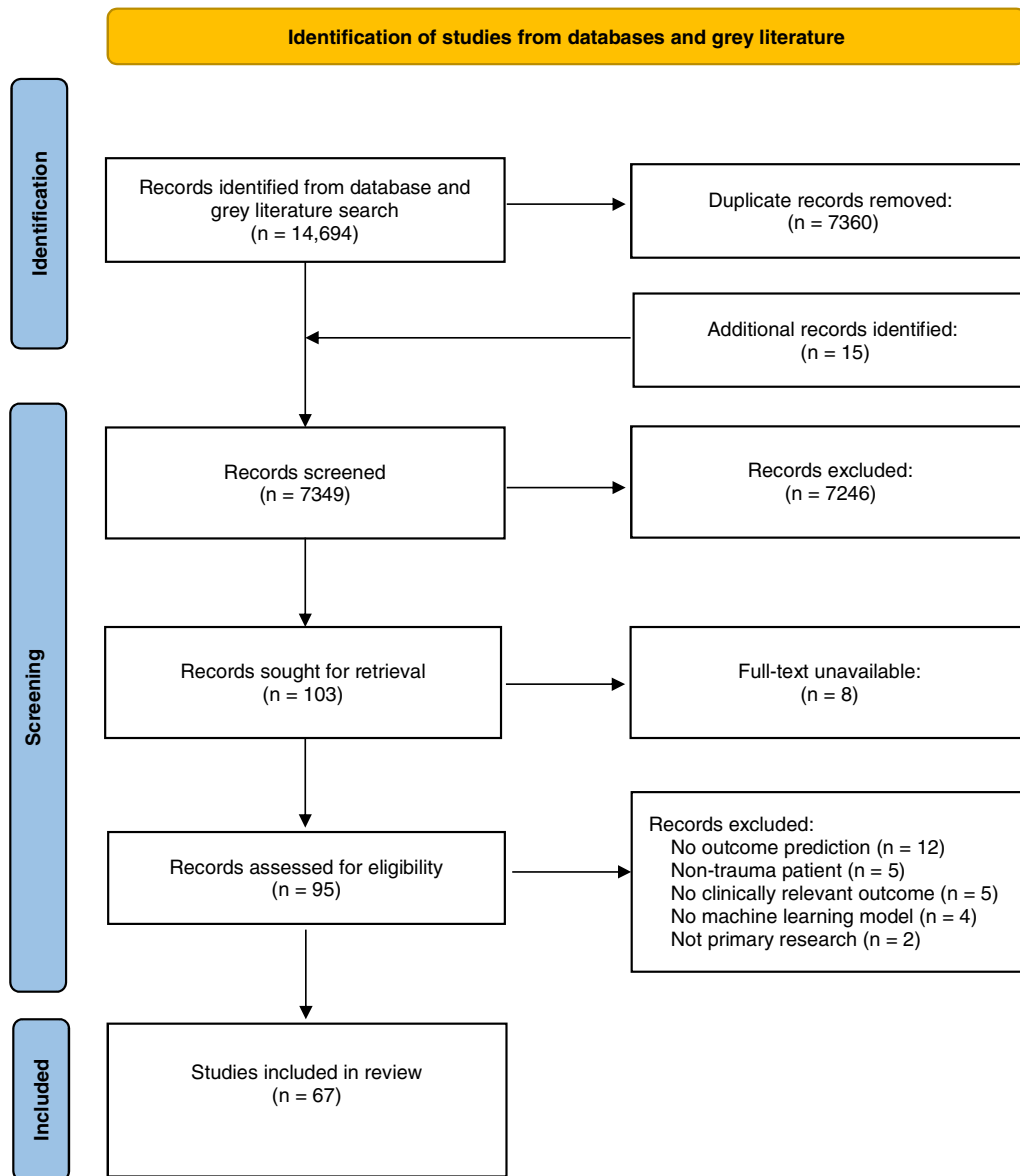 Identification of studies from databases and grey literature
Identification
Records identified from database and
grey literature search
(n = 14,694)
Duplicate records removed:
(n = 7360)
Additional records identified:
(n = 15)
Screening
Records screened
(n = 7349)
Records excluded:
(n = 7246)
Records sought for retrieval
(n = 103)
Full-text unavailable:
(n = 8)
Records assessed for eligibility
(n = 95)
Records excluded:
No outcome prediction (n = 12)
Non-trauma patient (n = 5)
No clinically relevant outcome (n = 5)
No machine learning model (n = 4)
Not primary research (n = 2)
Included
Studies included in review
(n = 67)